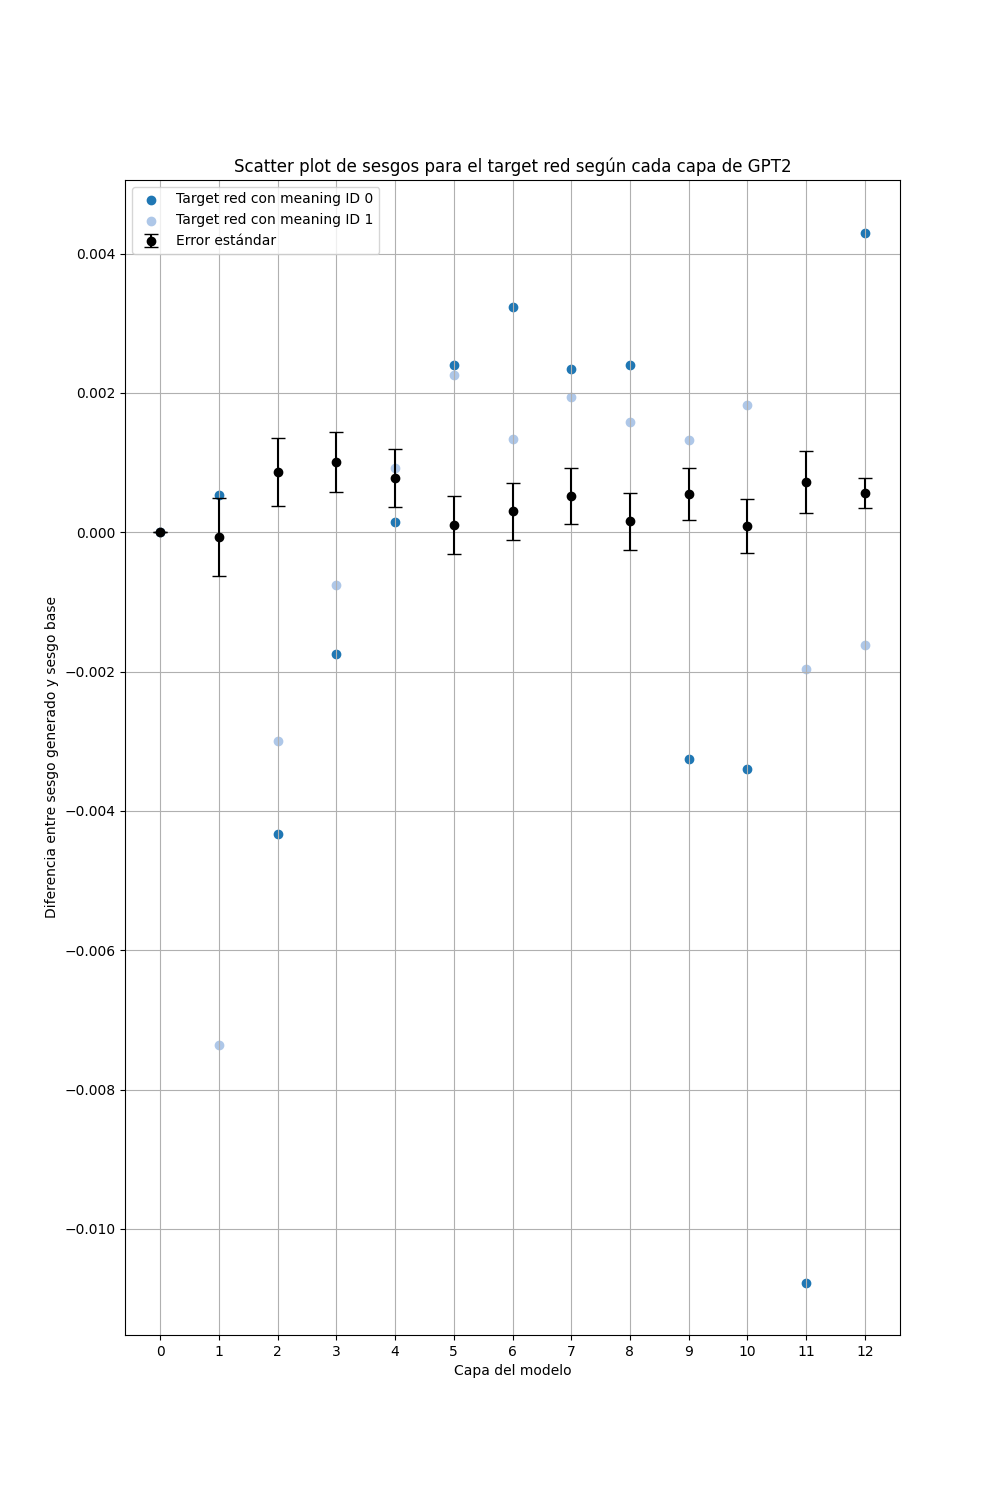 Scatter plot de sesgos para el target red según cada capa de GPT2
Target red con meaning ID 0
Target red con meaning ID 1
Error estándar
0.004
0.002
0.000
−0.002
−0.004
−0.006
−0.008
−0.010
Diferencia entre sesgo generado y sesgo base
0 1 2 3 4 5 6 7 8 9 10 11 12
Capa del modelo